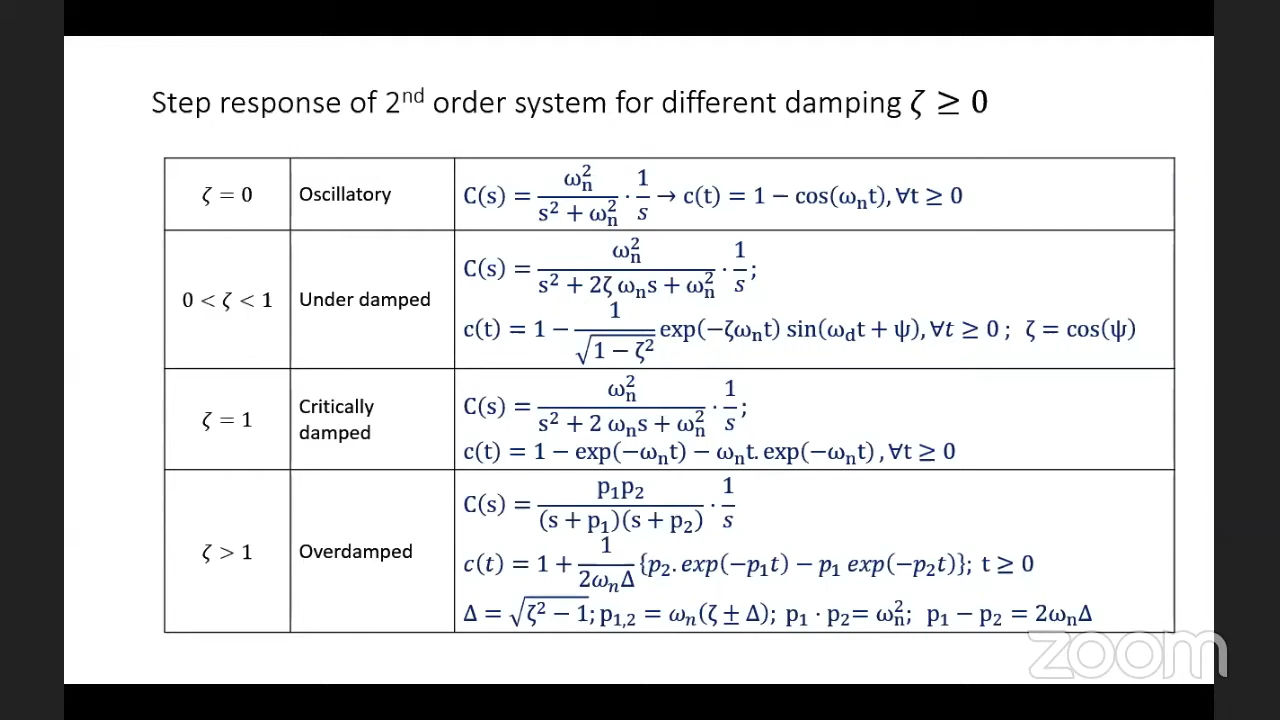 Step response of 2nd order system for different damping ζ ≥ 0
ζ = 0
Oscillatory
C(s) = ωn²/(s² + ωn²) · 1/s → c(t) = 1 − cos(ωnt), ∀t ≥ 0
0 < ζ < 1
Under damped
C(s) = ωn²/(s² + 2ζ ωns + ωn²) · 1/s;
c(t) = 1 − 1/√(1 − ζ²) exp(−ζωnt) sin(ωdt + ψ), ∀t ≥ 0 ; ζ = cos(ψ)
ζ = 1
Critically
damped
C(s) = ωn²/(s² + 2 ωns + ωn²) · 1/s;
c(t) = 1 − exp(−ωnt) − ωnt. exp(−ωnt) , ∀t ≥ 0
ζ > 1
Overdamped
C(s) = p₁p₂/((s + p₁)(s + p₂)) · 1/s
c(t) = 1 + 1/(2ωnΔ) {p₂. exp(−p₁t) − p₁ exp(−p₂t)}; t ≥ 0
Δ = √(ζ² − 1); p₁,₂ = ωn(ζ ± Δ); p₁ · p₂= ωn²; p₁ − p₂ = 2ωnΔ
zoom